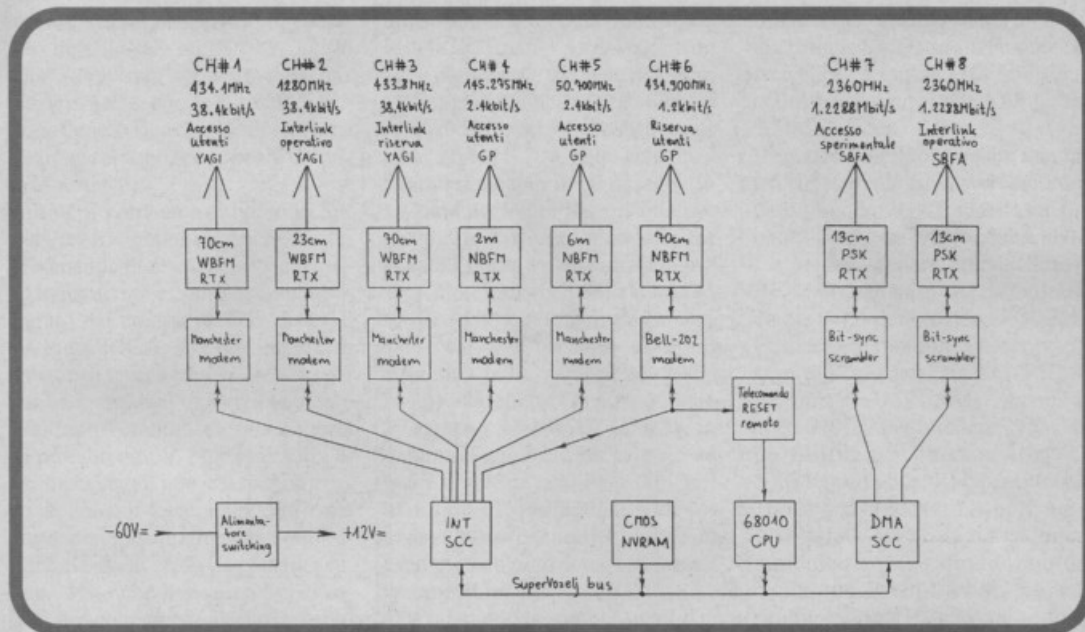 CH#1
434.1MHz
38.4kbit/s
Accesso
utenti
YAGI
CH#2
1280MHz
38.4kbit/s
Interlink
operativo
YAGI
CH#3
433.8MHz
38.4kbit/s
Interlink
riserva
YAGI
CH#4
145.275MHz
2.4kbit/s
Accesso
utenti
GP
CH#5
50.700MHz
2.4kbit/s
Accesso
utenti
GP
CH#6
434.300MHz
1.2kbit/s
Riserva
utenti
GP
CH#7
2360MHz
1.2288Mbit/s
Accesso
sperimentale
SBFA
CH#8
2360MHz
1.2288Mbit/s
Interlink
operativo
SBFA
70cm
WBFM
RTX
23cm
WBFM
RTX
70cm
WBFM
RTX
2m
NBFM
RTX
6m
NBFM
RTX
70cm
NBFM
RTX
13cm
PSK
RTX
13cm
PSK
RTX
Manchester
modem
Manchester
modem
Manchester
modem
Manchester
modem
Manchester
modem
Bell-202
modem
Bit-sync
scrambler
Bit-sync
scrambler
Telecomando
RESET
remoto
-60V=
Alimenta-
tore
switching
+12V=
INT
SCC
CMOS
NVRAM
68010
CPU
DMA
SCC
SuperVozelj bus